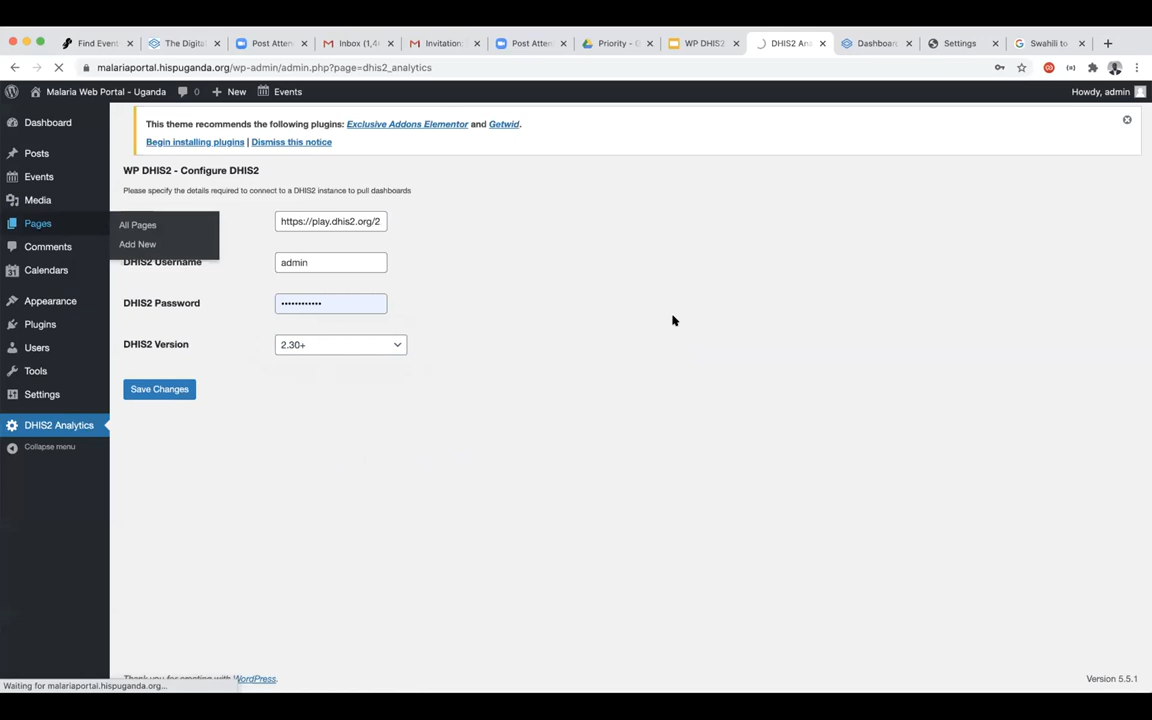 Find Event
The Digital
Post Atten
Inbox (1,4
Invitation:
Post Atten
Priority - 
WP DHIS2
DHIS2 Ana
Dashboar
Settings
Swahili to
malariaportal.hispuganda.org/wp-admin/admin.php?page=dhis2_analytics
Malaria Web Portal - Uganda
0
+ New
Events
Howdy, admin
Dashboard
Posts
Events
Media
Pages
All Pages
Add New
Comments
Calendars
Appearance
Plugins
Users
Tools
Settings
DHIS2 Analytics
Collapse menu
This theme recommends the following plugins: Exclusive Addons Elementor and Getwid.
Begin installing plugins | Dismiss this notice
WP DHIS2 - Configure DHIS2
Please specify the details required to connect to a DHIS2 instance to pull dashboards
https://play.dhis2.org/2
DHIS2 Username
admin
DHIS2 Password
••••••••••••
DHIS2 Version
2.30+
Save Changes
Thank you for creating with WordPress.
Version 5.5.1
Waiting for malariaportal.hispuganda.org...